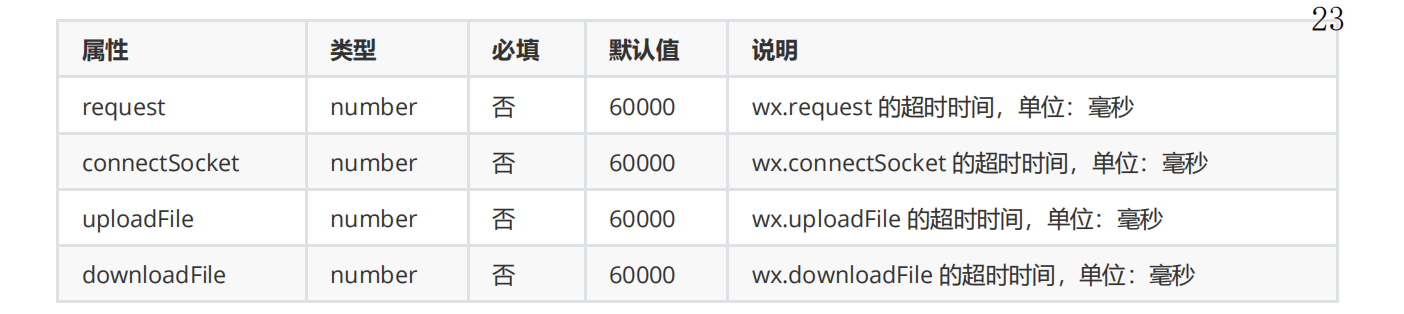 23
属性 类型 必填 默认值 说明
request number 否 60000 wx.request 的超时时间，单位：毫秒
connectSocket number 否 60000 wx.connectSocket 的超时时间，单位：毫秒
uploadFile number 否 60000 wx.uploadFile 的超时时间，单位：毫秒
downloadFile number 否 60000 wx.downloadFile 的超时时间，单位：毫秒